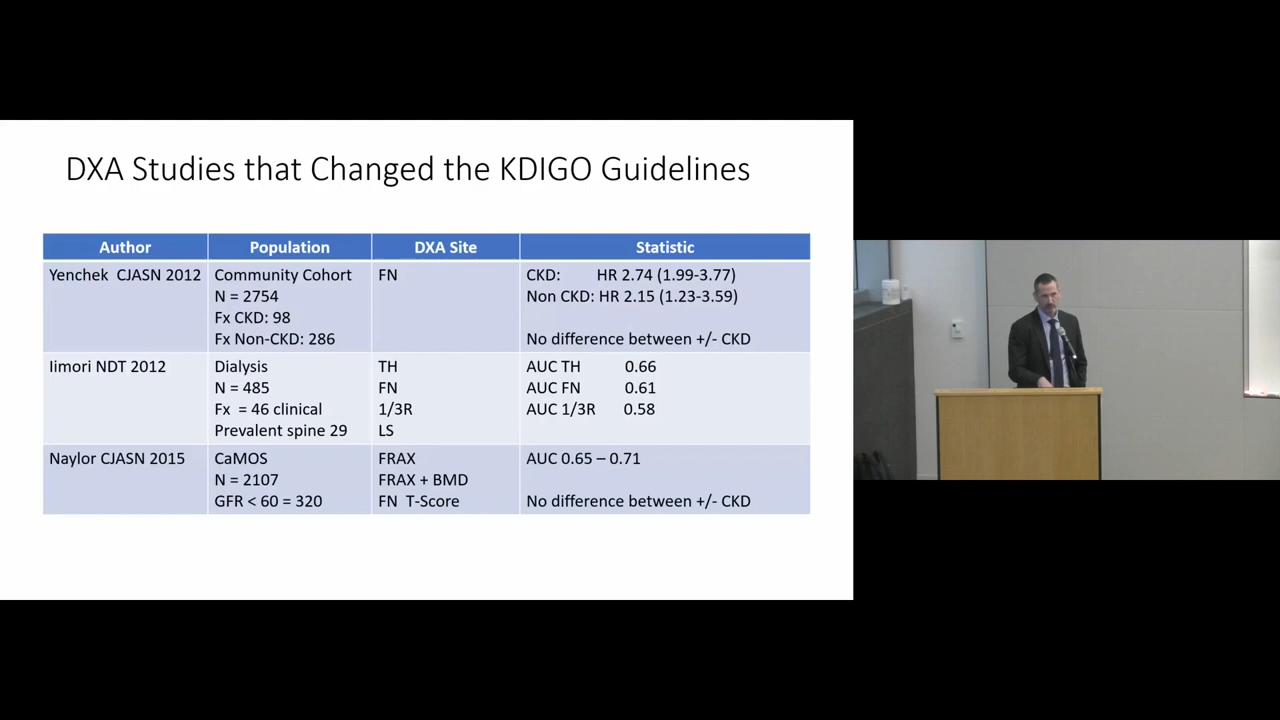 DXA Studies that Changed the KDIGO Guidelines
Author Population DXA Site Statistic
Yenchek CJASN 2012 Community Cohort FN CKD: HR 2.74 (1.99-3.77)
N = 2754 Non CKD: HR 2.15 (1.23-3.59)
Fx CKD: 98
Fx Non-CKD: 286 No difference between +/- CKD
Iimori NDT 2012 Dialysis TH AUC TH 0.66
N = 485 FN AUC FN 0.61
Fx = 46 clinical 1/3R AUC 1/3R 0.58
Prevalent spine 29 LS
Naylor CJASN 2015 CaMOS FRAX AUC 0.65 – 0.71
N = 2107 FRAX + BMD
GFR < 60 = 320 FN T-Score No difference between +/- CKD